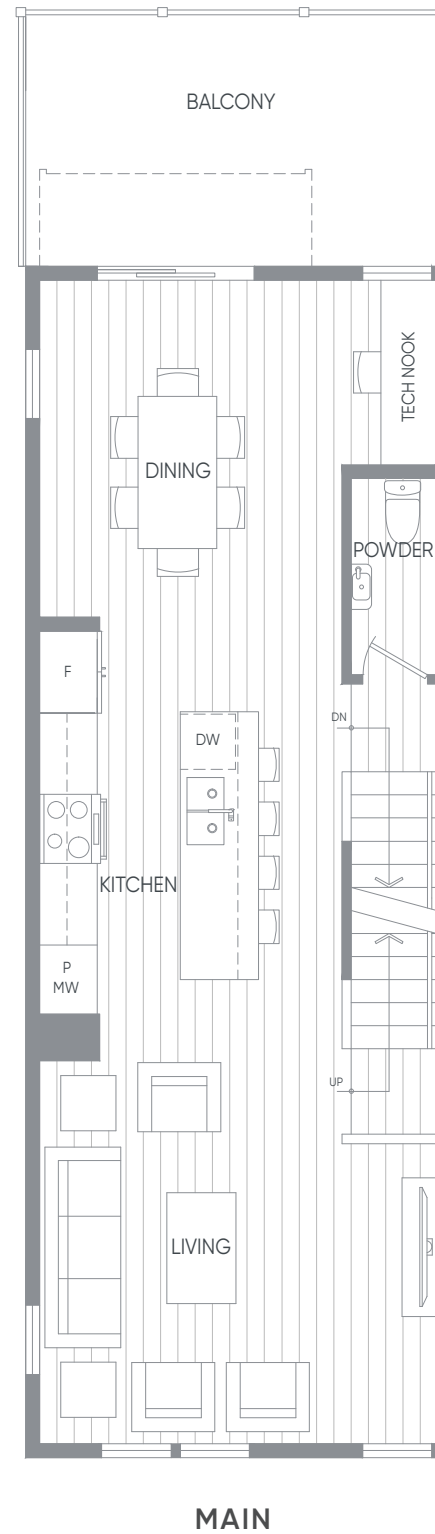 BALCONY
TECH NOOK
DINING
POWDER
F
DN
DW
KITCHEN
P
MW
UP
LIVING
MAIN